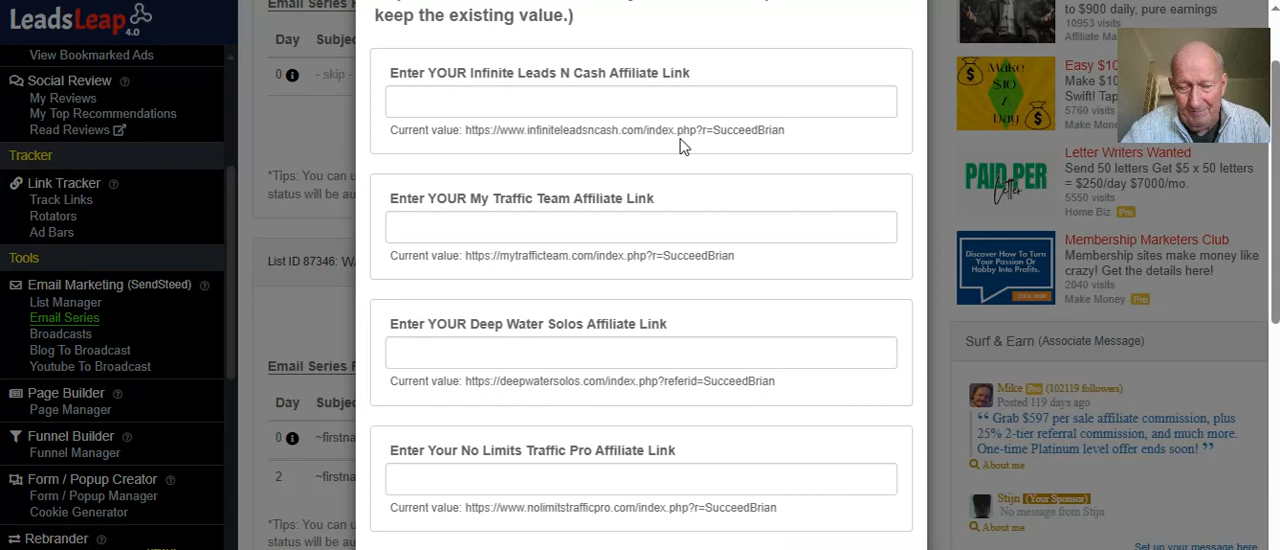 LeadsLeap
4.0
View Bookmarked Ads
Social Review
My Reviews
My Top Recommendations
Read Reviews
Tracker
Link Tracker
Track Links
Rotators
Ad Bars
Tools
Email Marketing (SendSteed)
List Manager
Email Series
Broadcasts
Blog To Broadcast
Youtube To Broadcast
Page Builder
Page Manager
Funnel Builder
Funnel Manager
Form / Popup Creator
Form / Popup Manager
Cookie Generator
Rebrander
Email Series
Day Subjec
0 - skip -
*Tips: You can u
status will be au
List ID 87346: W
Email Series
Day Subjec
0 ~firstna
2 ~firstna
*Tips: You can u
status will be au
keep the existing value.)
Enter YOUR Infinite Leads N Cash Affiliate Link
Current value: https://www.infiniteleadsncash.com/index.php?r=SucceedBrian
Enter YOUR My Traffic Team Affiliate Link
Current value: https://mytrafficteam.com/index.php?r=SucceedBrian
Enter YOUR Deep Water Solos Affiliate Link
Current value: https://deepwatersolos.com/index.php?referid=SucceedBrian
Enter Your No Limits Traffic Pro Affiliate Link
Current value: https://www.nolimitstrafficpro.com/index.php?r=SucceedBrian
to $900 daily, pure earnings
10953 visits
Affiliate Ma
Make
$10
/
Day
Easy $10
Make $10
Swift! Tap
5760 visits
Make Mone
PAID PER
Letter
Letter Writers Wanted
Send 50 letters Get $5 x 50 letters
= $250/day $7000/mo.
5550 visits
Home Biz Pro
Discover How To Turn
Your Passion Or
Hobby Into Profits.
Membership Marketers Club
Membership sites make money like
crazy! Get the details here!
2040 visits
Make Money Pro
Surf & Earn (Associate Message)
Mike Pro (102119 followers)
Posted 119 days ago
“ Grab $597 per sale affiliate commission, plus
25% 2-tier referral commission, and much more.
One-time Platinum level offer ends soon! ”
About me
Stijn (Your Sponsor)
No message from Stijn
About me
Set up your message here